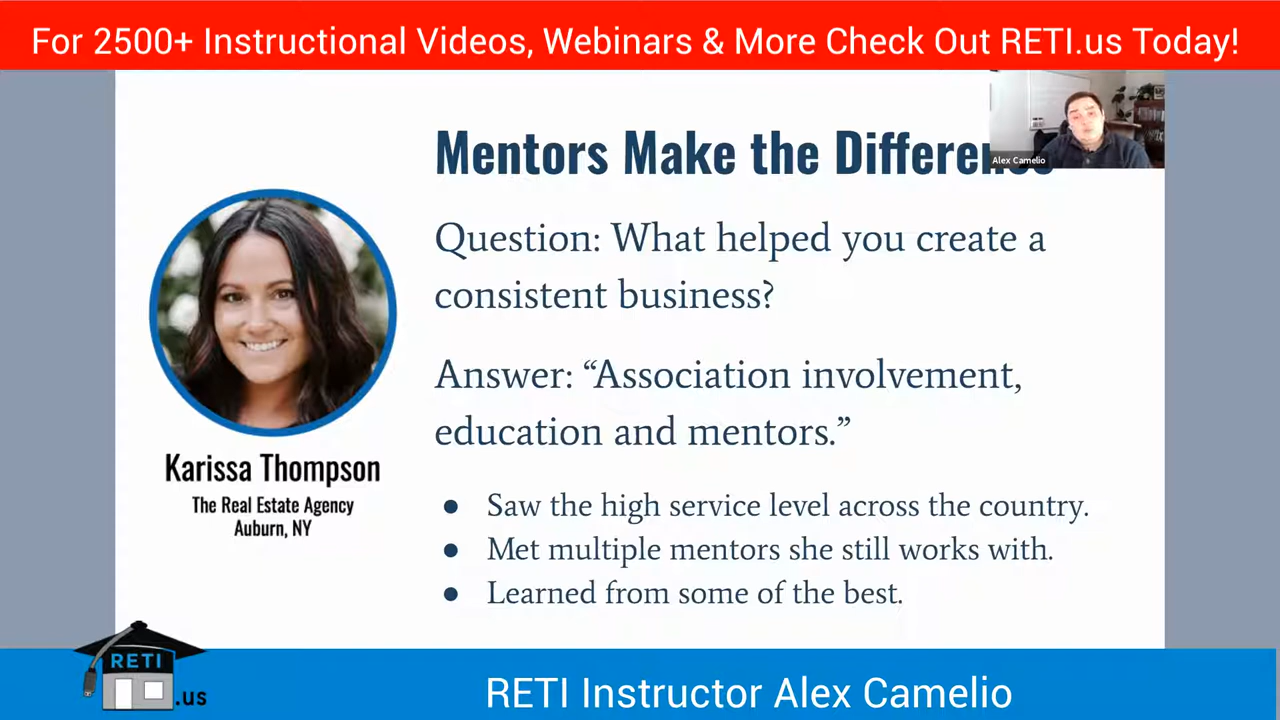 For 2500+ Instructional Videos, Webinars & More Check Out RETI.us Today!
Mentors Make the Differen
Alex Camelio
Question: What helped you create a
consistent business?
Answer: “Association involvement,
education and mentors.”
Karissa Thompson
The Real Estate Agency
Auburn, NY
● Saw the high service level across the country.
● Met multiple mentors she still works with.
● Learned from some of the best.
RETI
.us
RETI Instructor Alex Camelio